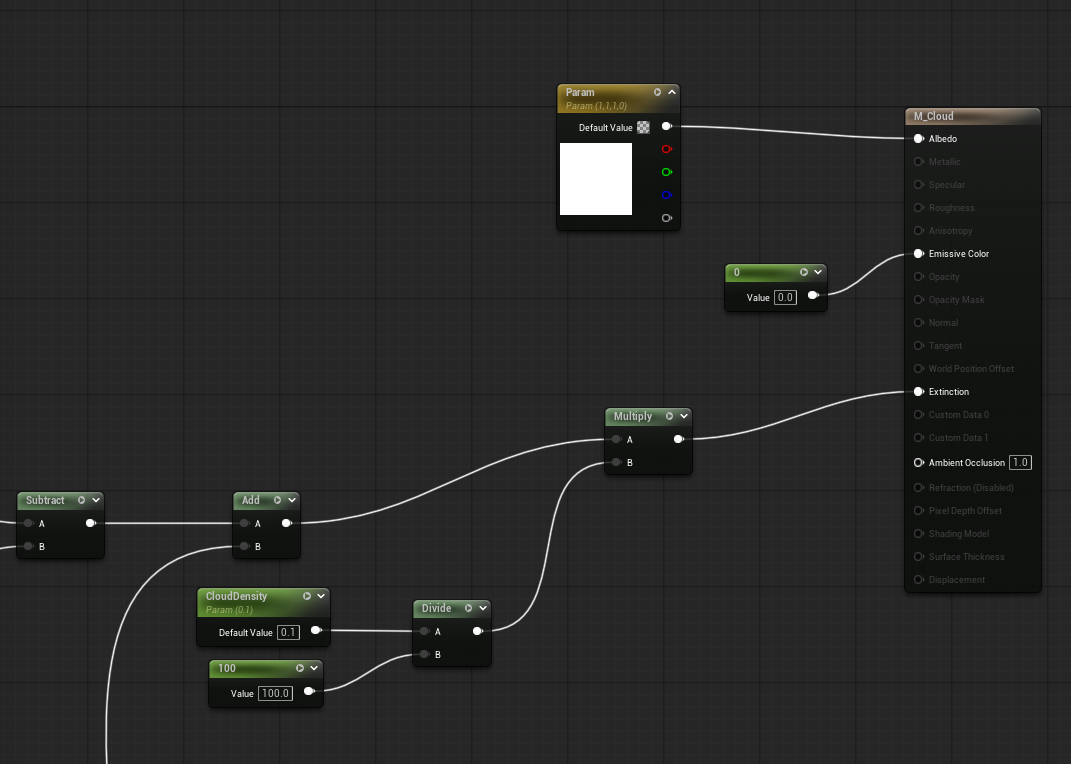 Param
Param (1,1,1,0)
Default Value
M_Cloud
Albedo
Metallic
Specular
Roughness
Anisotropy
Emissive Color
Opacity
Opacity Mask
Normal
Tangent
World Position Offset
Extinction
Custom Data 0
Custom Data 1
Ambient Occlusion 1.0
Refraction (Disabled)
Pixel Depth Offset
Shading Model
Surface Thickness
Displacement
0
Value 0.0
Multiply
A
B
Subtract
A
B
Add
A
B
CloudDensity
Param (0.1)
Default Value 0.1
Divide
A
B
100
Value 100.0